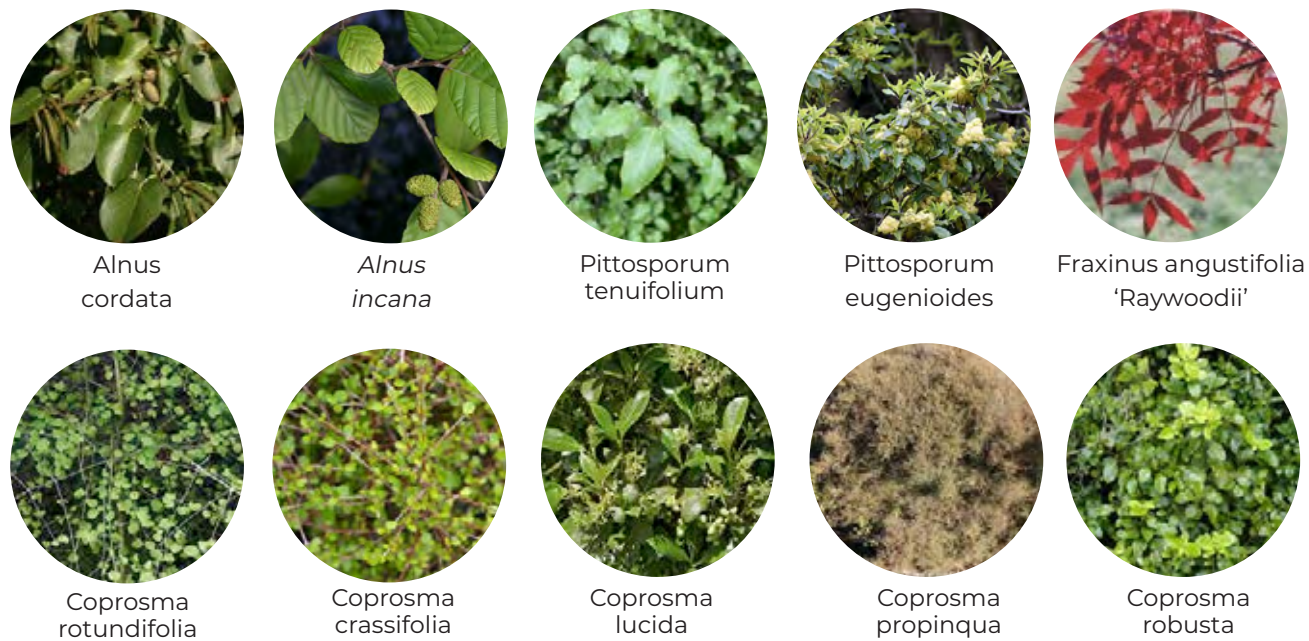 Alnus
cordata
Alnus
incana
Pittosporum
tenuifolium
Pittosporum
eugenioides
Fraxinus angustifolia
‘Raywoodii’
Coprosma
rotundifolia
Coprosma
crassifolia
Coprosma
lucida
Coprosma
propinqua
Coprosma
robusta